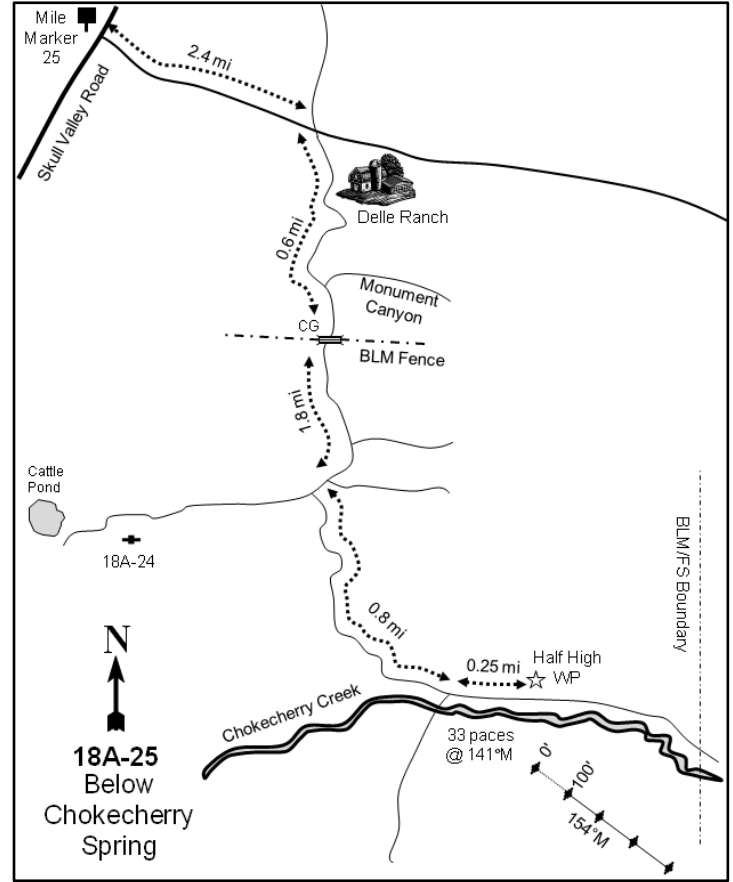 Mile
Marker
25
2.4 mi
Skull Valley Road
Delle Ranch
0.6 mi
Monument
Canyon
CG
BLM Fence
1.8 mi
Cattle
Pond
18A-24
BLM/FS Boundary
0.8 mi
0.25 mi
Half High
WP
N
Chokecherry Creek
33 paces
@ 141°M
0'
100'
154°M
18A-25
Below
Chokecherry
Spring